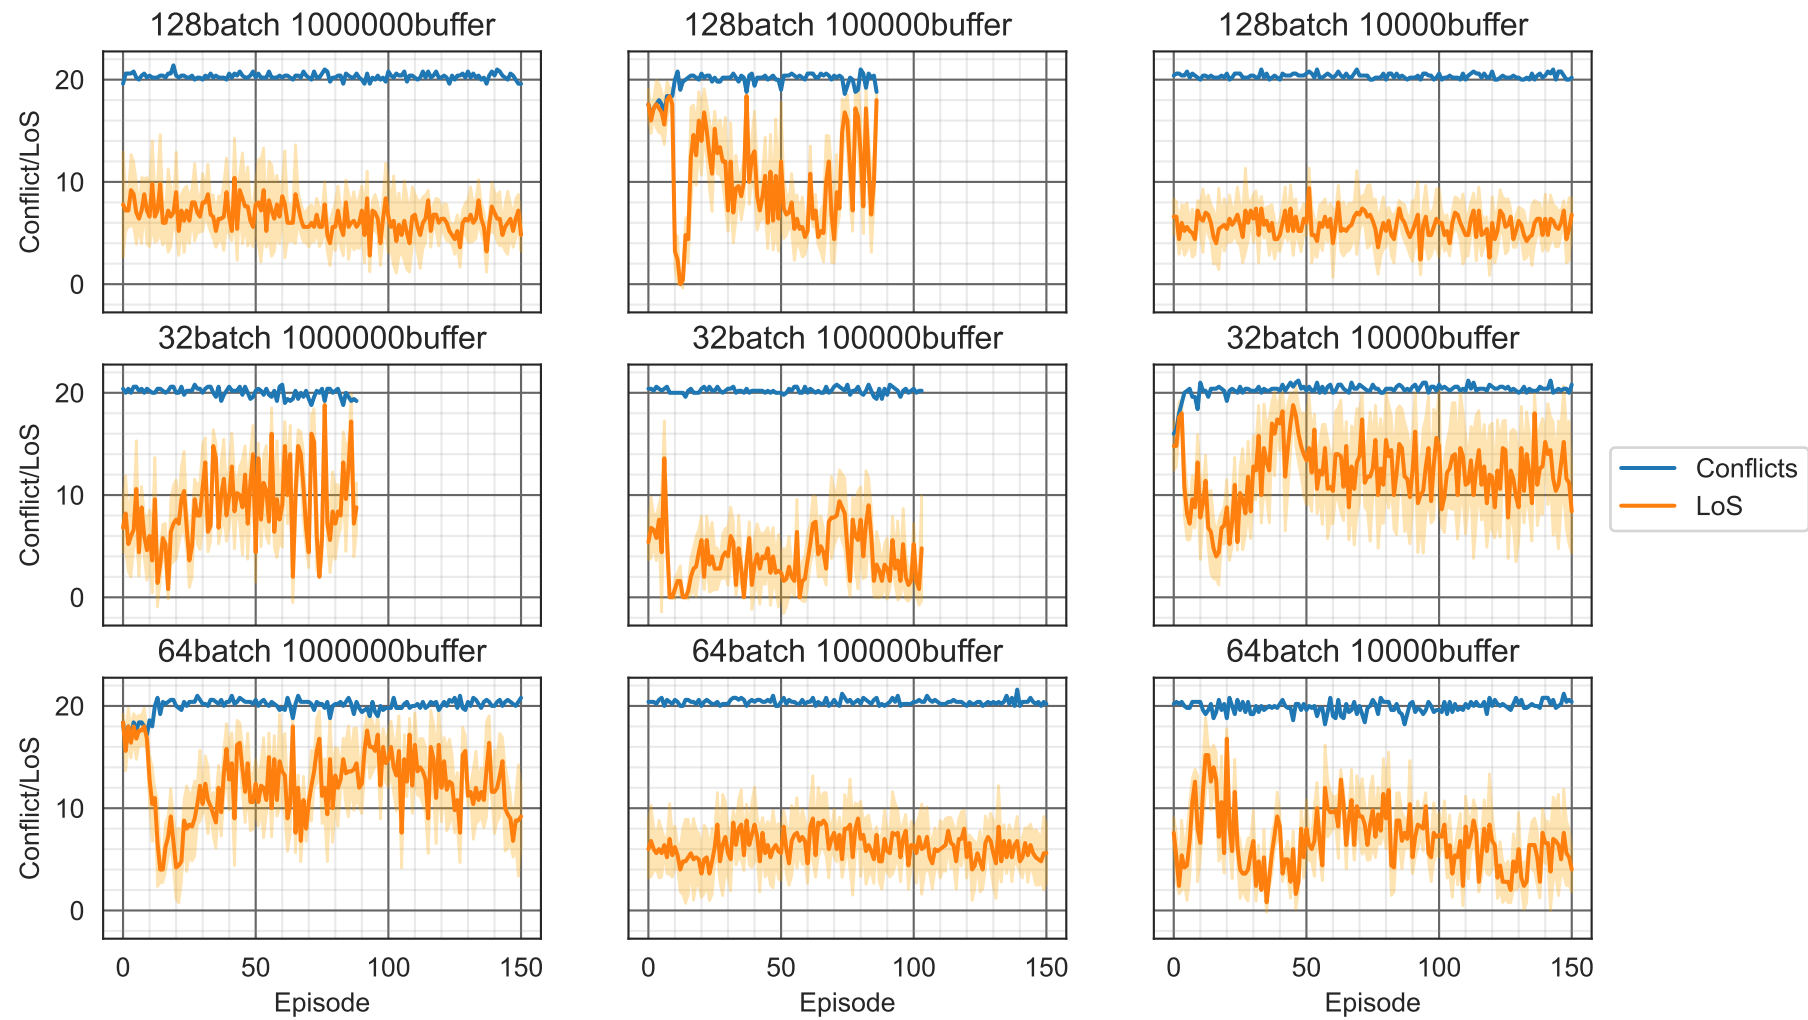 128batch 1000000buffer
128batch 100000buffer
128batch 10000buffer
Conflict/LoS
20
10
0
32batch 1000000buffer
32batch 100000buffer
32batch 10000buffer
Conflict/LoS
20
10
0
Conflicts
LoS
64batch 1000000buffer
64batch 100000buffer
64batch 10000buffer
Conflict/LoS
20
10
0
0 50 100 150
0 50 100 150
0 50 100 150
Episode
Episode
Episode